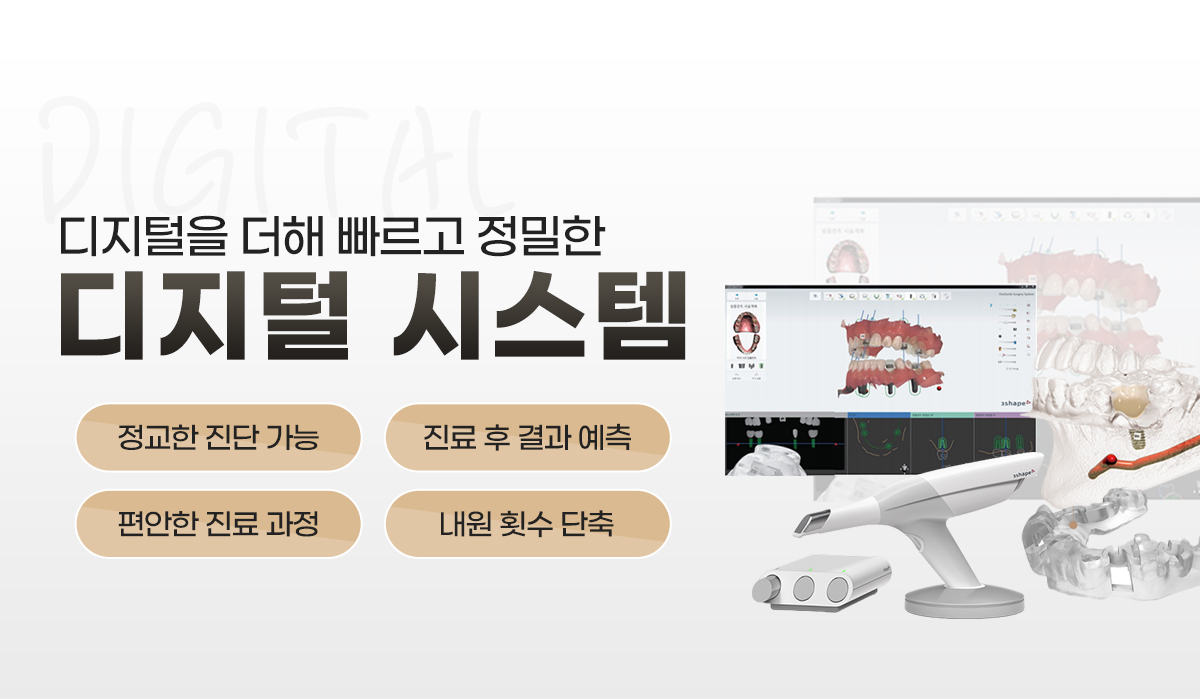 DIGITAL
디지털을 더해 빠르고 정밀한
디지털 시스템
정교한 진단 가능
진료 후 결과 예측
편안한 진료 과정
내원 횟수 단축
3shape
3shape